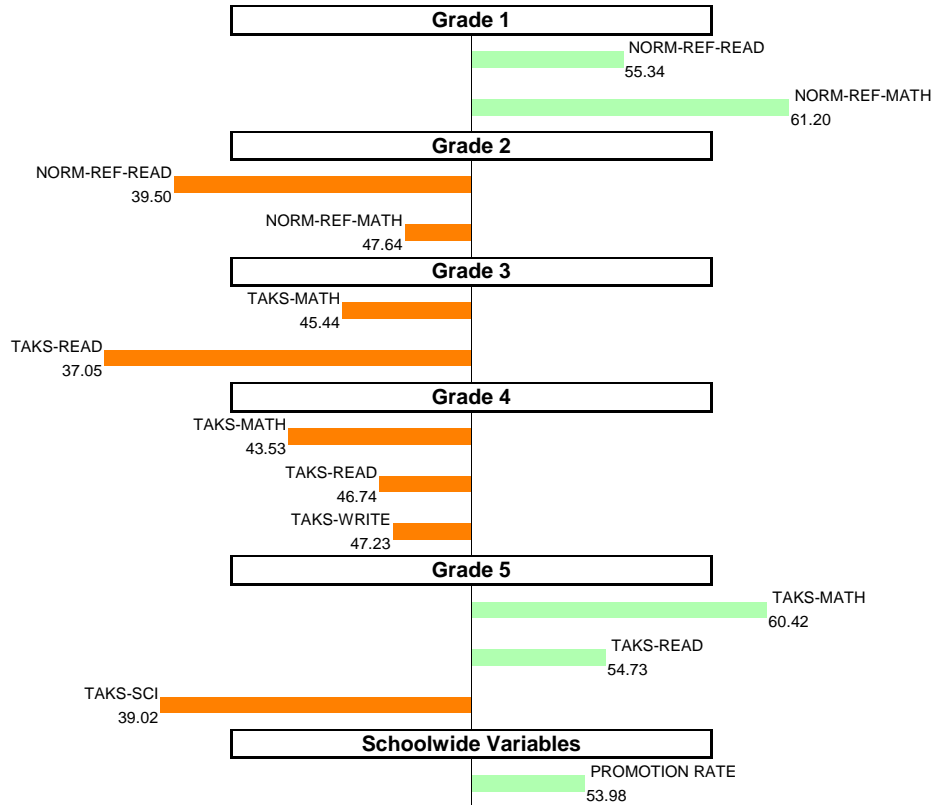 Grade 1
NORM-REF-READ
55.34
NORM-REF-MATH
61.20
Grade 2
NORM-REF-READ
39.50
NORM-REF-MATH
47.64
Grade 3
TAKS-MATH
45.44
TAKS-READ
37.05
Grade 4
TAKS-MATH
43.53
TAKS-READ
46.74
TAKS-WRITE
47.23
Grade 5
TAKS-MATH
60.42
TAKS-READ
54.73
TAKS-SCI
39.02
Schoolwide Variables
PROMOTION RATE
53.98